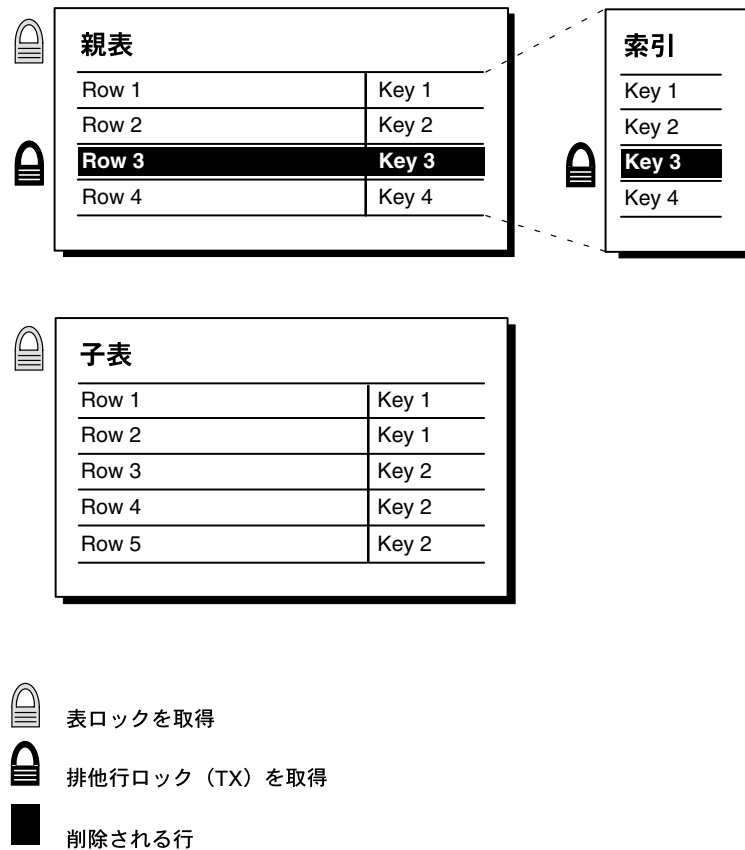 親表
Row 1 Key 1
Row 2 Key 2
Row 3 Key 3
Row 4 Key 4
索引
Key 1
Key 2
Key 3
Key 4
子表
Row 1 Key 1
Row 2 Key 1
Row 3 Key 2
Row 4 Key 2
Row 5 Key 2
表ロックを取得
排他行ロック（TX）を取得
削除される行